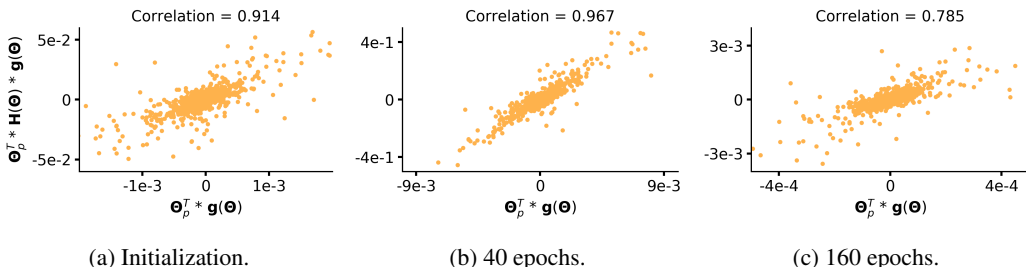 Correlation = 0.914
Θ_p^T * H(Θ) * g(Θ)
5e-2
0
-5e-2
-1e-3 0 1e-3
Θ_p^T * g(Θ)
(a) Initialization.
Correlation = 0.967
4e-1
0
-4e-1
-9e-3 0 9e-3
Θ_p^T * g(Θ)
(b) 40 epochs.
Correlation = 0.785
3e-3
0
-3e-3
-4e-4 0 4e-4
Θ_p^T * g(Θ)
(c) 160 epochs.